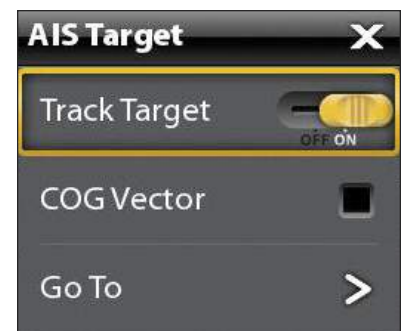 AIS Target X
Track Target
OFF ON
COG Vector
Go To >